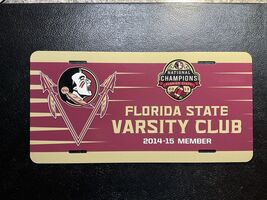 NATIONAL
CHAMPIONS
FLORIDA STATE
VARSITY CLUB
2014-15 MEMBER